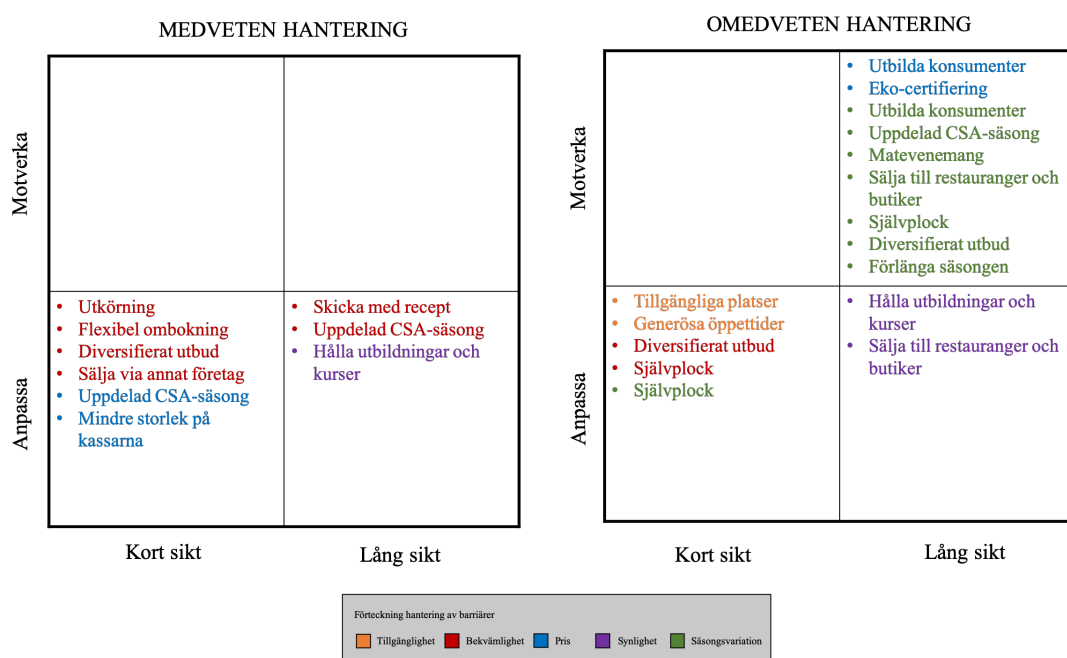 MEDVETEN HANTERING
Motverka
Anpassa
• Utkörning
• Flexibel ombokning
• Diversifierat utbud
• Sälja via annat företag
• Uppdelad CSA-säsong
• Mindre storlek på
kassarna
• Skicka med recept
• Uppdelad CSA-säsong
• Hålla utbildningar och
kurser
Kort sikt
Lång sikt
OMEDVETEN HANTERING
Motverka
• Utbilda konsumenter
• Eko-certifiering
• Utbilda konsumenter
• Uppdelad CSA-säsong
• Matevenemang
• Sälja till restauranger och
butiker
• Självplock
• Diversifierat utbud
• Förlänga säsongen
Anpassa
• Tillgängliga platser
• Generösa öppettider
• Diversifierat utbud
• Självplock
• Självplock
• Hålla utbildningar och
kurser
• Sälja till restauranger och
butiker
Kort sikt
Lång sikt
Förteckning hantering av barriärer
Tillgänglighet
Bekvämlighet
Pris
Synlighet
Säsongsvariation